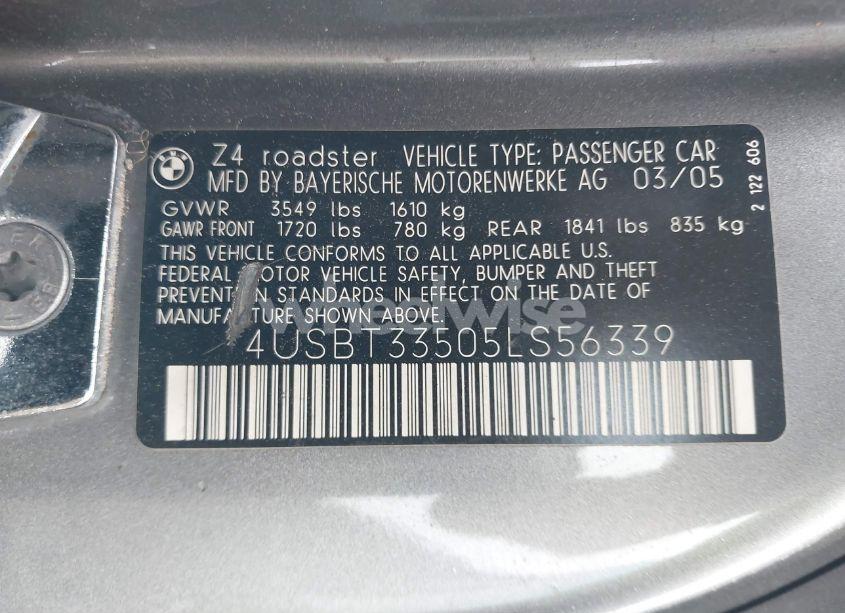 BMW
Z4 roadster VEHICLE TYPE: PASSENGER CAR
MFD BY BAYERISCHE MOTORENWERKE AG 03/05
GVWR 3549 lbs 1610 kg
GAWR FRONT 1720 lbs 780 kg REAR 1841 lbs 835 kg
THIS VEHICLE CONFORMS TO ALL APPLICABLE U.S.
FEDERAL MOTOR VEHICLE SAFETY, BUMPER AND THEFT
PREVENTION STANDARDS IN EFFECT ON THE DATE OF
MANUFACTURE SHOWN ABOVE.
4USBT33505LS56339
2 122 606
wheelwise